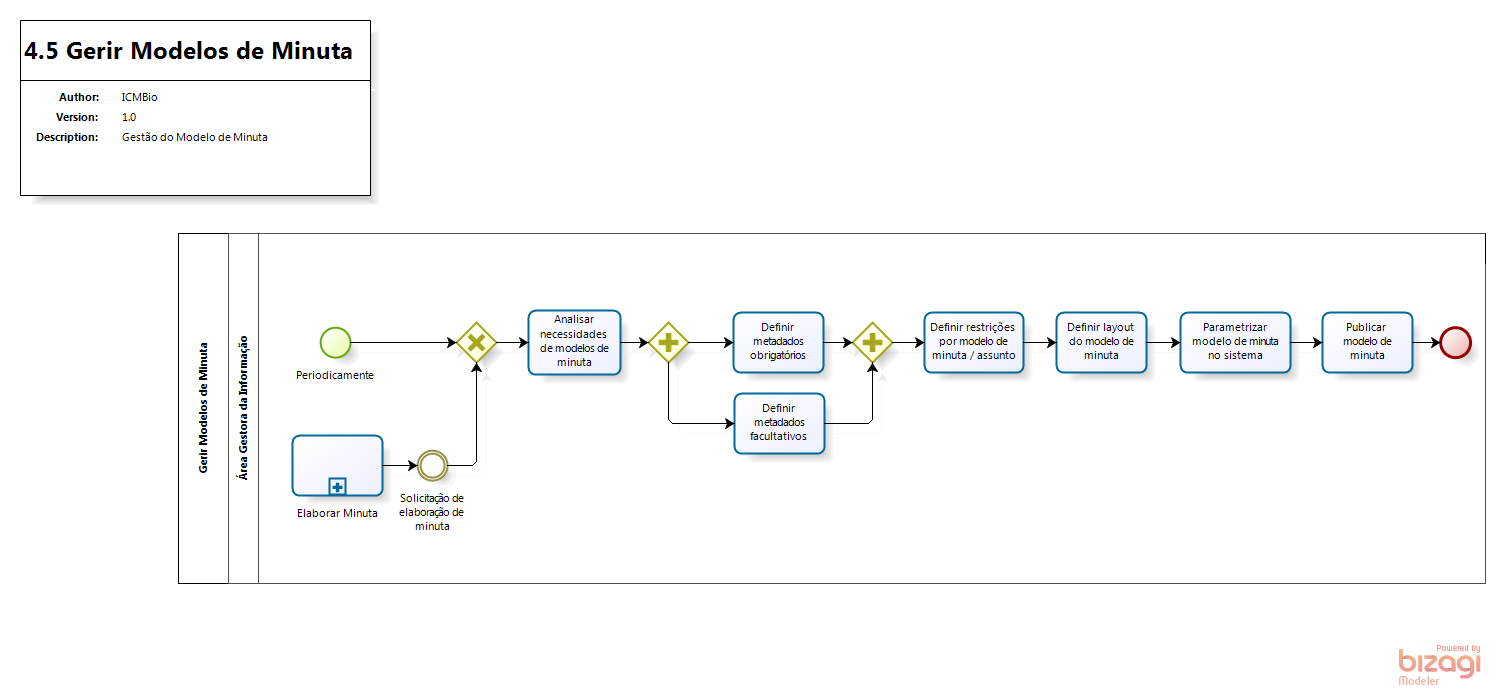 4.5 Gerir Modelos de Minuta
Author: ICMBio
Version: 1.0
Description: Gestão do Modelo de Minuta
Gerir Modelos de Minuta
Área Gestora da Informação
Periodicamente
Elaborar Minuta
Solicitação de
elaboração de
minuta
Analisar
necessidades
de modelos de
minuta
Definir
metadados
obrigatórios
Definir
metadados
facultativos
Definir restrições
por modelo de
minuta / assunto
Definir layout
do modelo de
minuta
Parametrizar
modelo de minuta
no sistema
Publicar
modelo de
minuta
Powered by
bizagi
Modeler